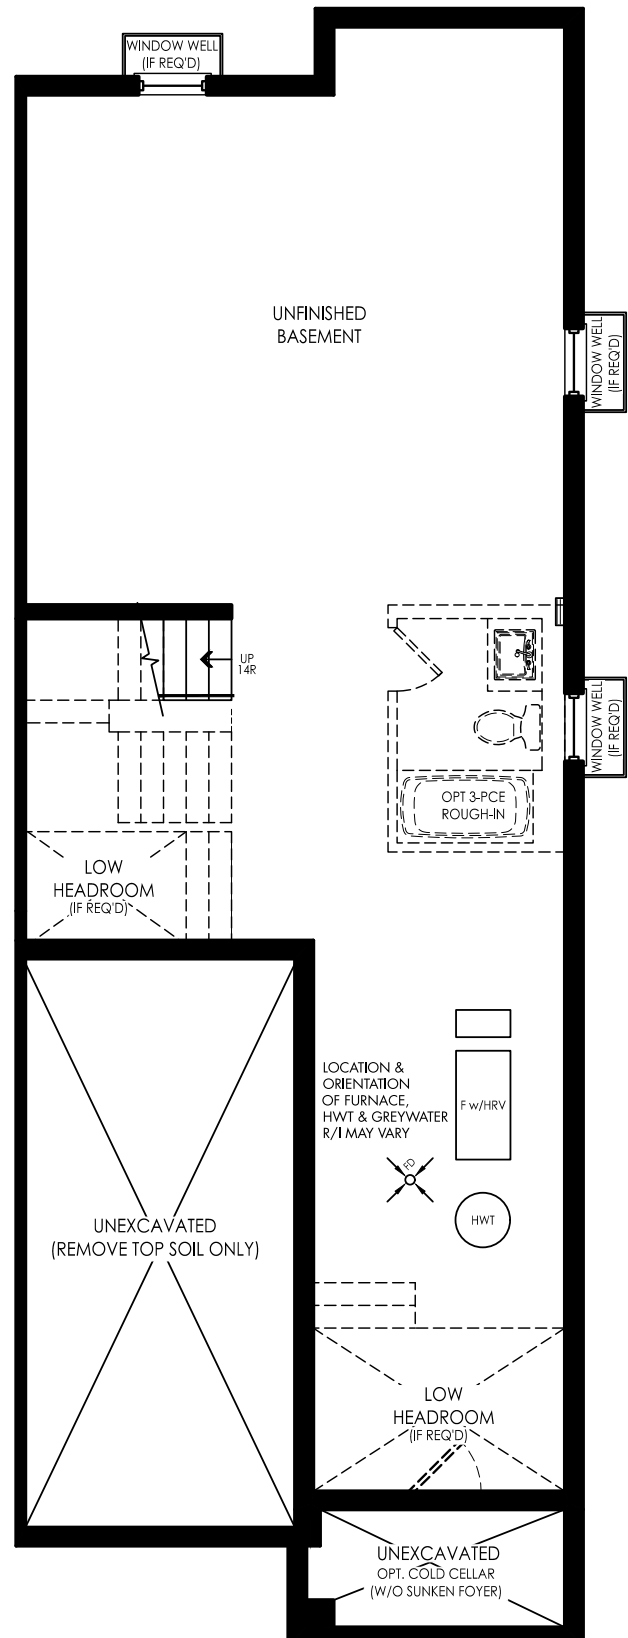 WINDOW WELL
(IF REQ'D)
UNFINISHED
BASEMENT
WINDOW WELL
(IF REQ'D)
UP
14R
WINDOW WELL
(IF REQ'D)
OPT 3-PCE
ROUGH-IN
LOW
HEADROOM
(IF REQ'D)
LOCATION &
ORIENTATION
OF FURNACE,
HWT & GREYWATER
R/I MAY VARY
F w/HRV
FD
HWT
UNEXCAVATED
(REMOVE TOP SOIL ONLY)
LOW
HEADROOM
(IF REQ'D)
UNEXCAVATED
OPT. COLD CELLAR
(W/O SUNKEN FOYER)